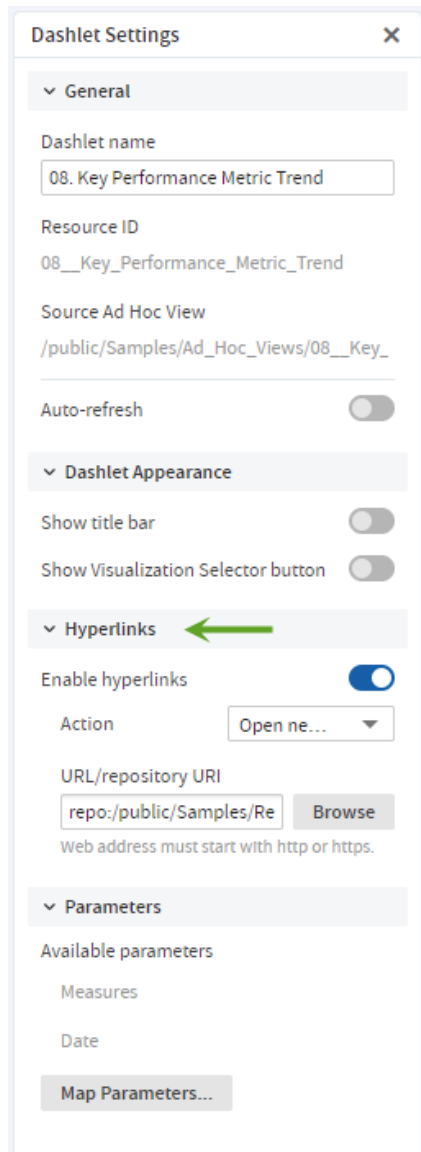 Dashlet Settings
General
Dashlet name
08. Key Performance Metric Trend
Resource ID
08__Key_Performance_Metric_Trend
Source Ad Hoc View
/public/Samples/Ad_Hoc_Views/08__Key_
Auto-refresh
Dashlet Appearance
Show title bar
Show Visualization Selector button
Hyperlinks
Enable hyperlinks
Action Open ne...
URL/repository URI
repo:/public/Samples/Re Browse
Web address must start with http or https.
Parameters
Available parameters
Measures
Date
Map Parameters...